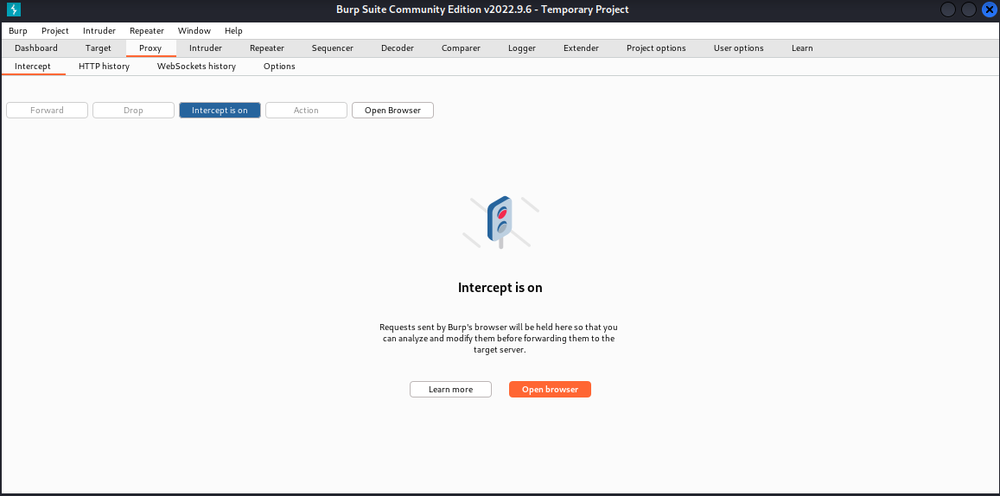 Burp Suite Community Edition v2022.9.6 - Temporary Project
Burp Project Intruder Repeater Window Help
Dashboard Target Proxy Intruder Repeater Sequencer Decoder Comparer Logger Extender Project options User options Learn
Intercept HTTP history WebSockets history Options
Forward Drop Intercept is on Action Open Browser
Intercept is on
Requests sent by Burp's browser will be held here so that you
can analyze and modify them before forwarding them to the
target server.
Learn more Open browser